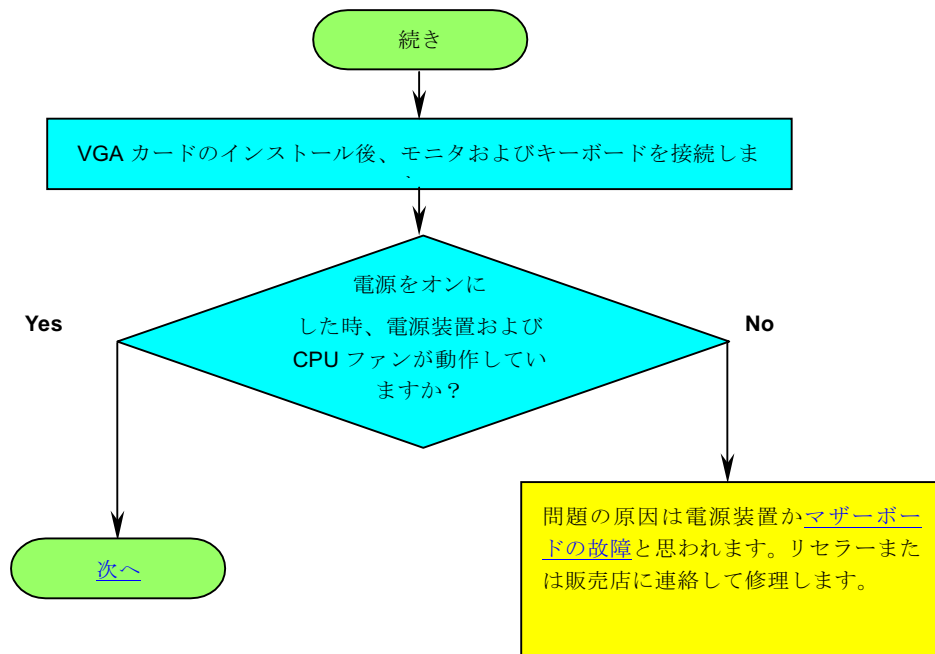 続き
VGA カードのインストール後、モニタおよびキーボードを接続しま
電源をオンに
Yes
した時、電源装置および
No
CPU ファンが動作してい
ますか？
問題の原因は電源装置かマザーボー
ドの故障と思われます。リセラーまた
は販売店に連絡して修理します。
次へ